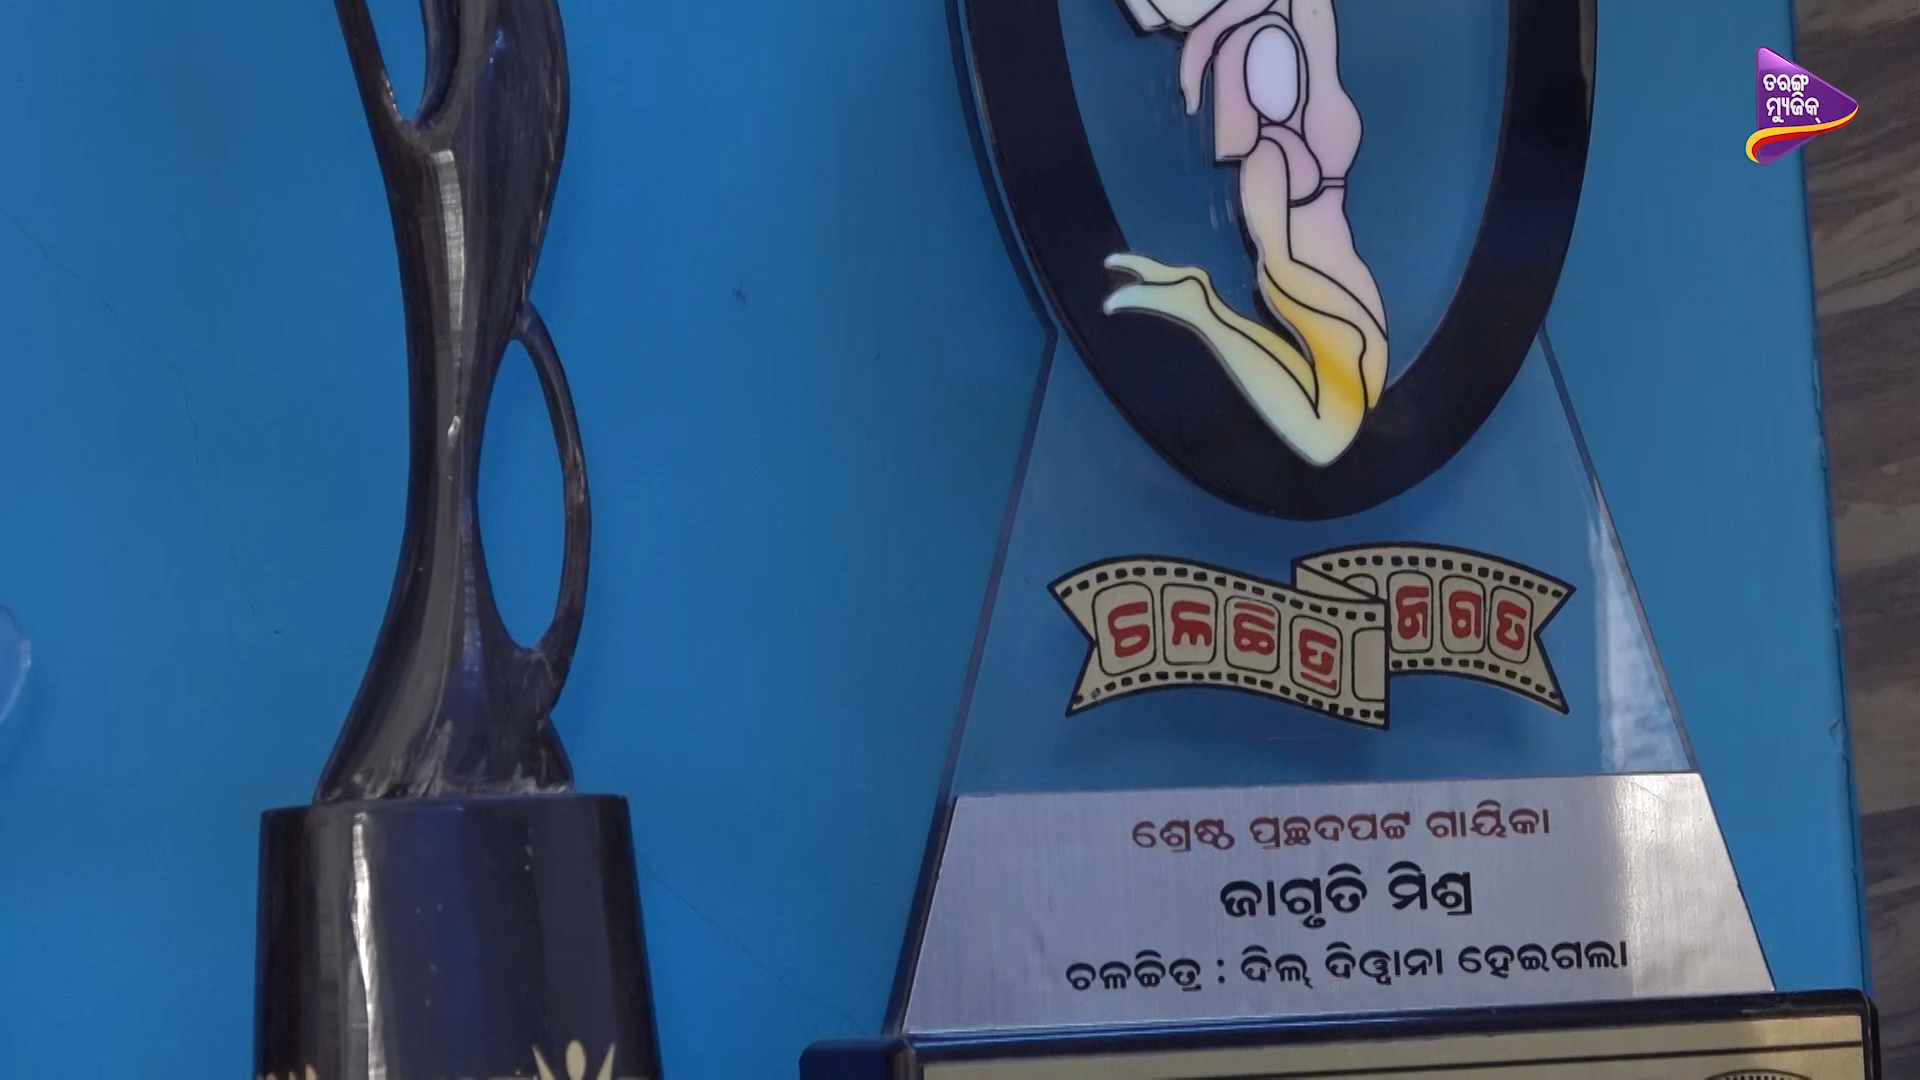 ତରଙ୍ଗ
ମ୍ୟୁଜିକ୍
ଚଳଚ୍ଚିତ୍ର ଜଗତ
ଶ୍ରେଷ୍ଠ ପ୍ରଚ୍ଛଦପଟ୍ଟ ଗାୟିକା
ଜାଗୃତି ମିଶ୍ର
ଚଳଚ୍ଚିତ୍ର : ଦିଲ୍ ଦିୱାନା ହେଇଗଲା